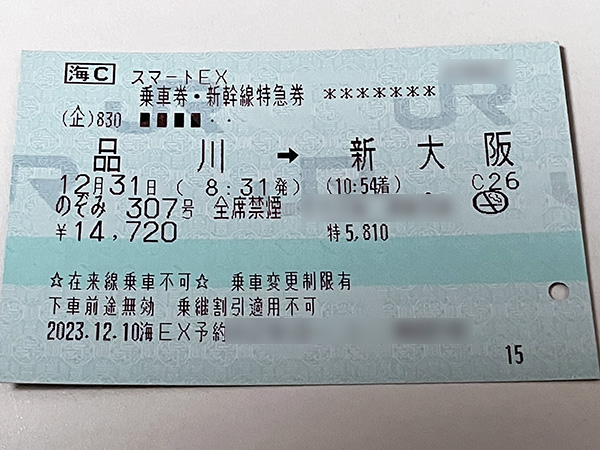 海C スマートEX
乗車券・新幹線特急券 *******
(企)830 ■■■■・・
品川 → 新大阪
12月31日 ( 8:31発) (10:54着) . C26
のぞみ 307号 全席禁煙
¥14,720 特5,810
☆在来線乗車不可☆ 乗車変更制限有
下車前途無効 乗継割引適用不可
2023.12.10海EX予約
15